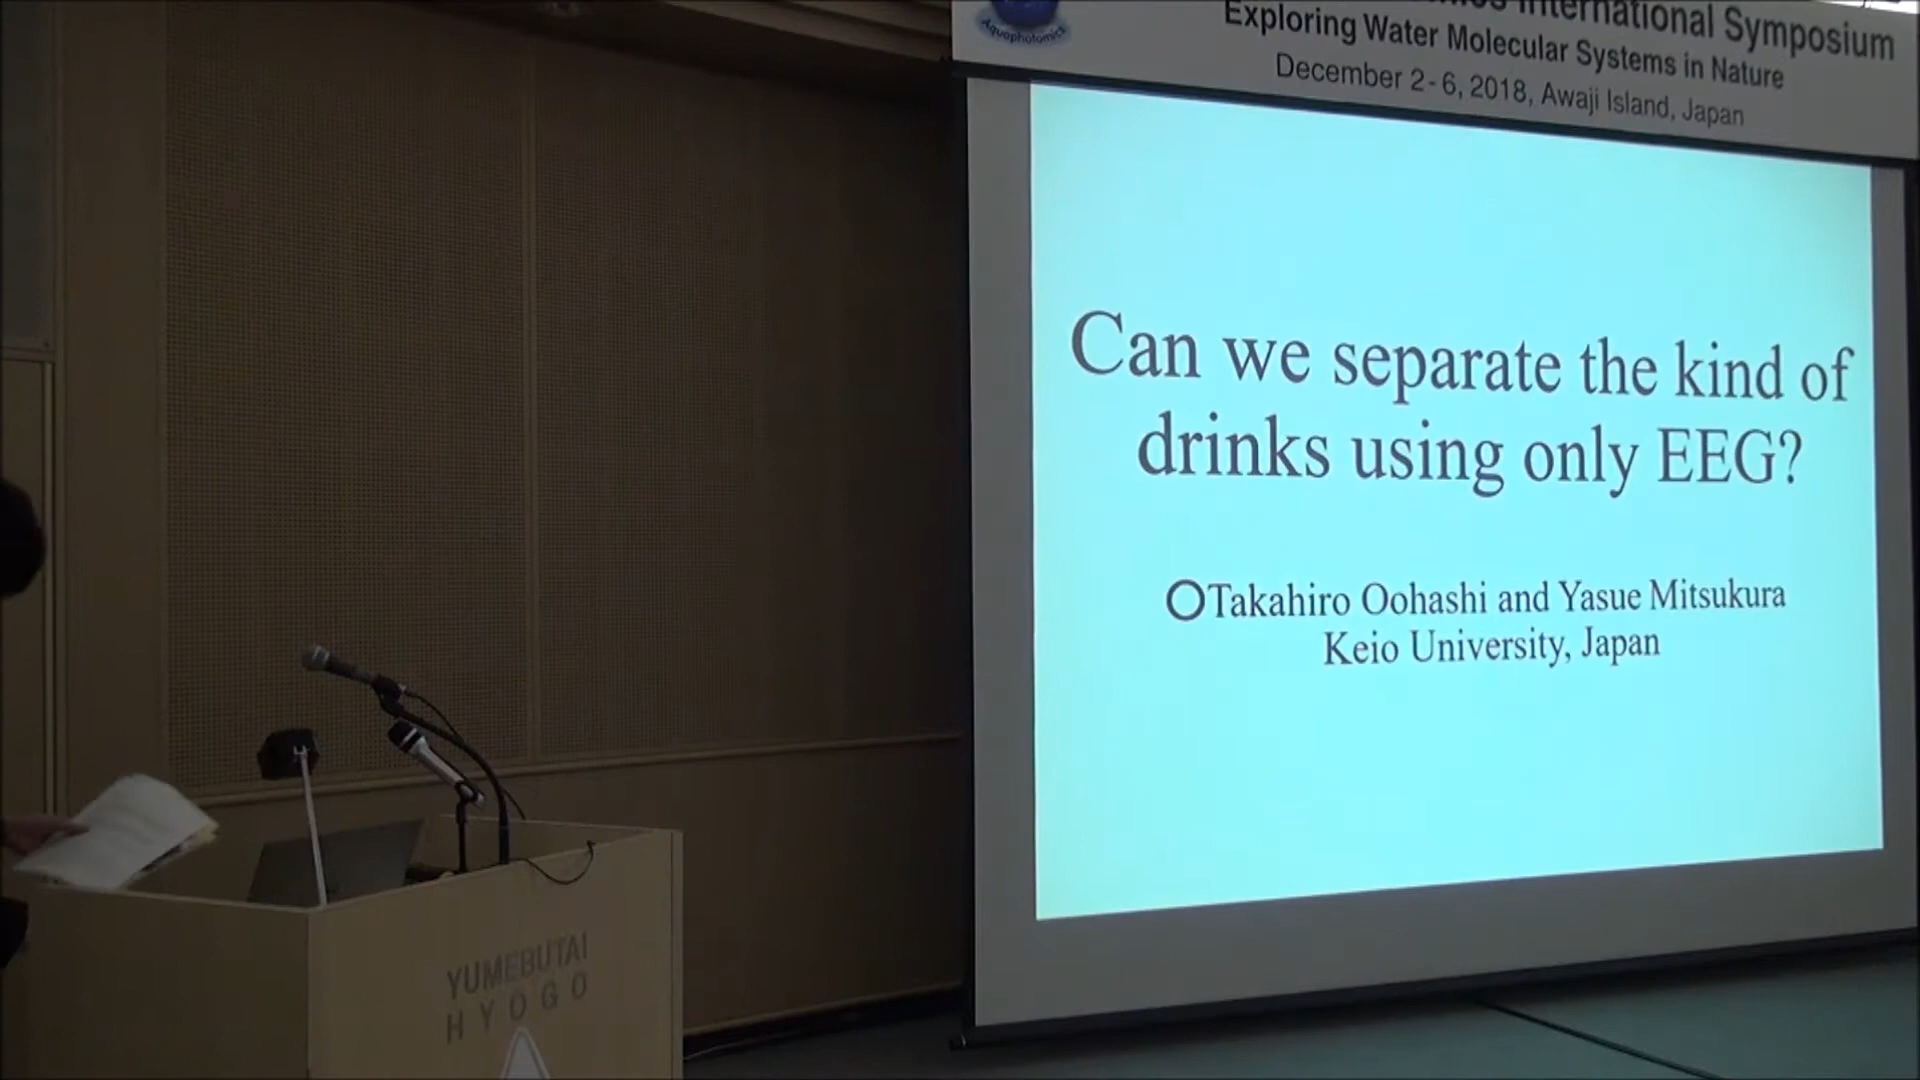 Aquaphotomics
International Symposium
Exploring Water Molecular Systems in Nature
December 2-6, 2018, Awaji Island, Japan
Can we separate the kind of
drinks using only EEG?
○Takahiro Oohashi and Yasue Mitsukura
Keio University, Japan
YUMEBUTAI
HYOGO